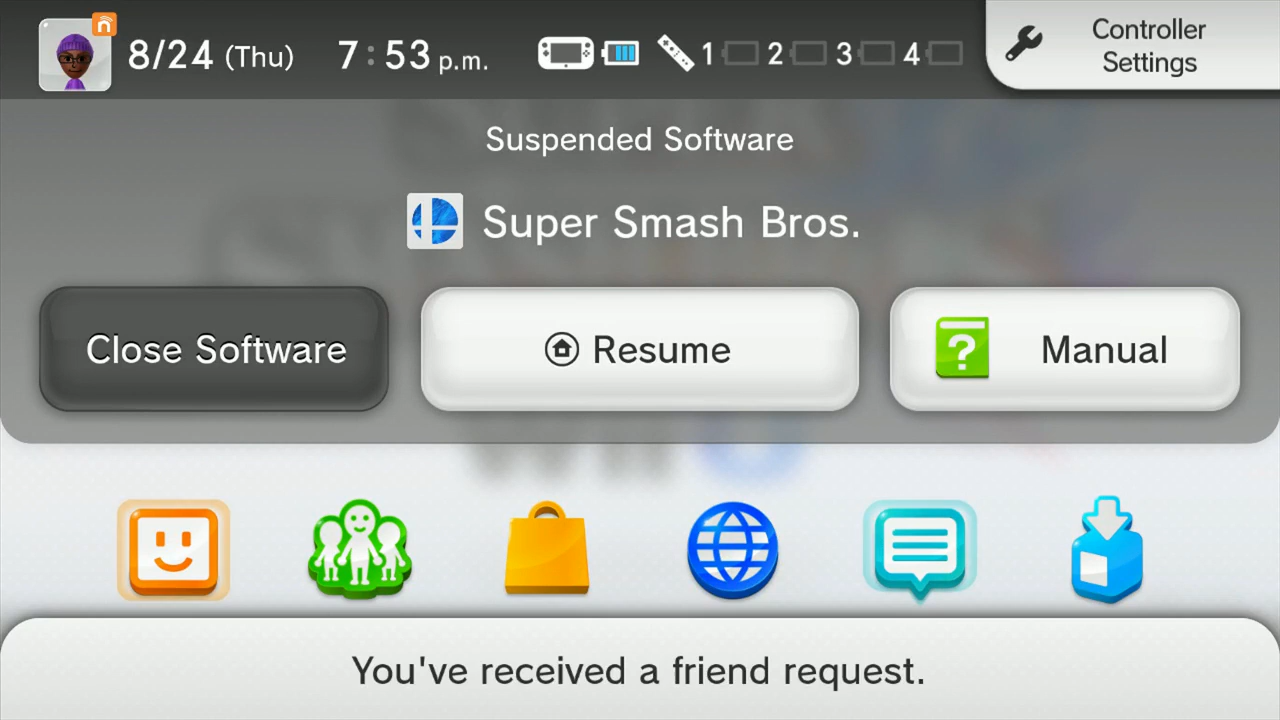 8/24 (Thu) 7:53 p.m. 1 2 3 4
Controller
Settings
Suspended Software
Super Smash Bros.
Close Software
Resume
Manual
You've received a friend request.